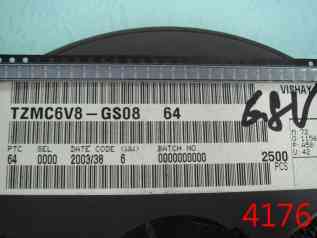 VISHAY
TZMC6V8-GS08 64
6.8V
PTC SEL DATE CODE (SW) BATCH NO
64 0000 2003/38 6 0000000000 2500
PCS
4176